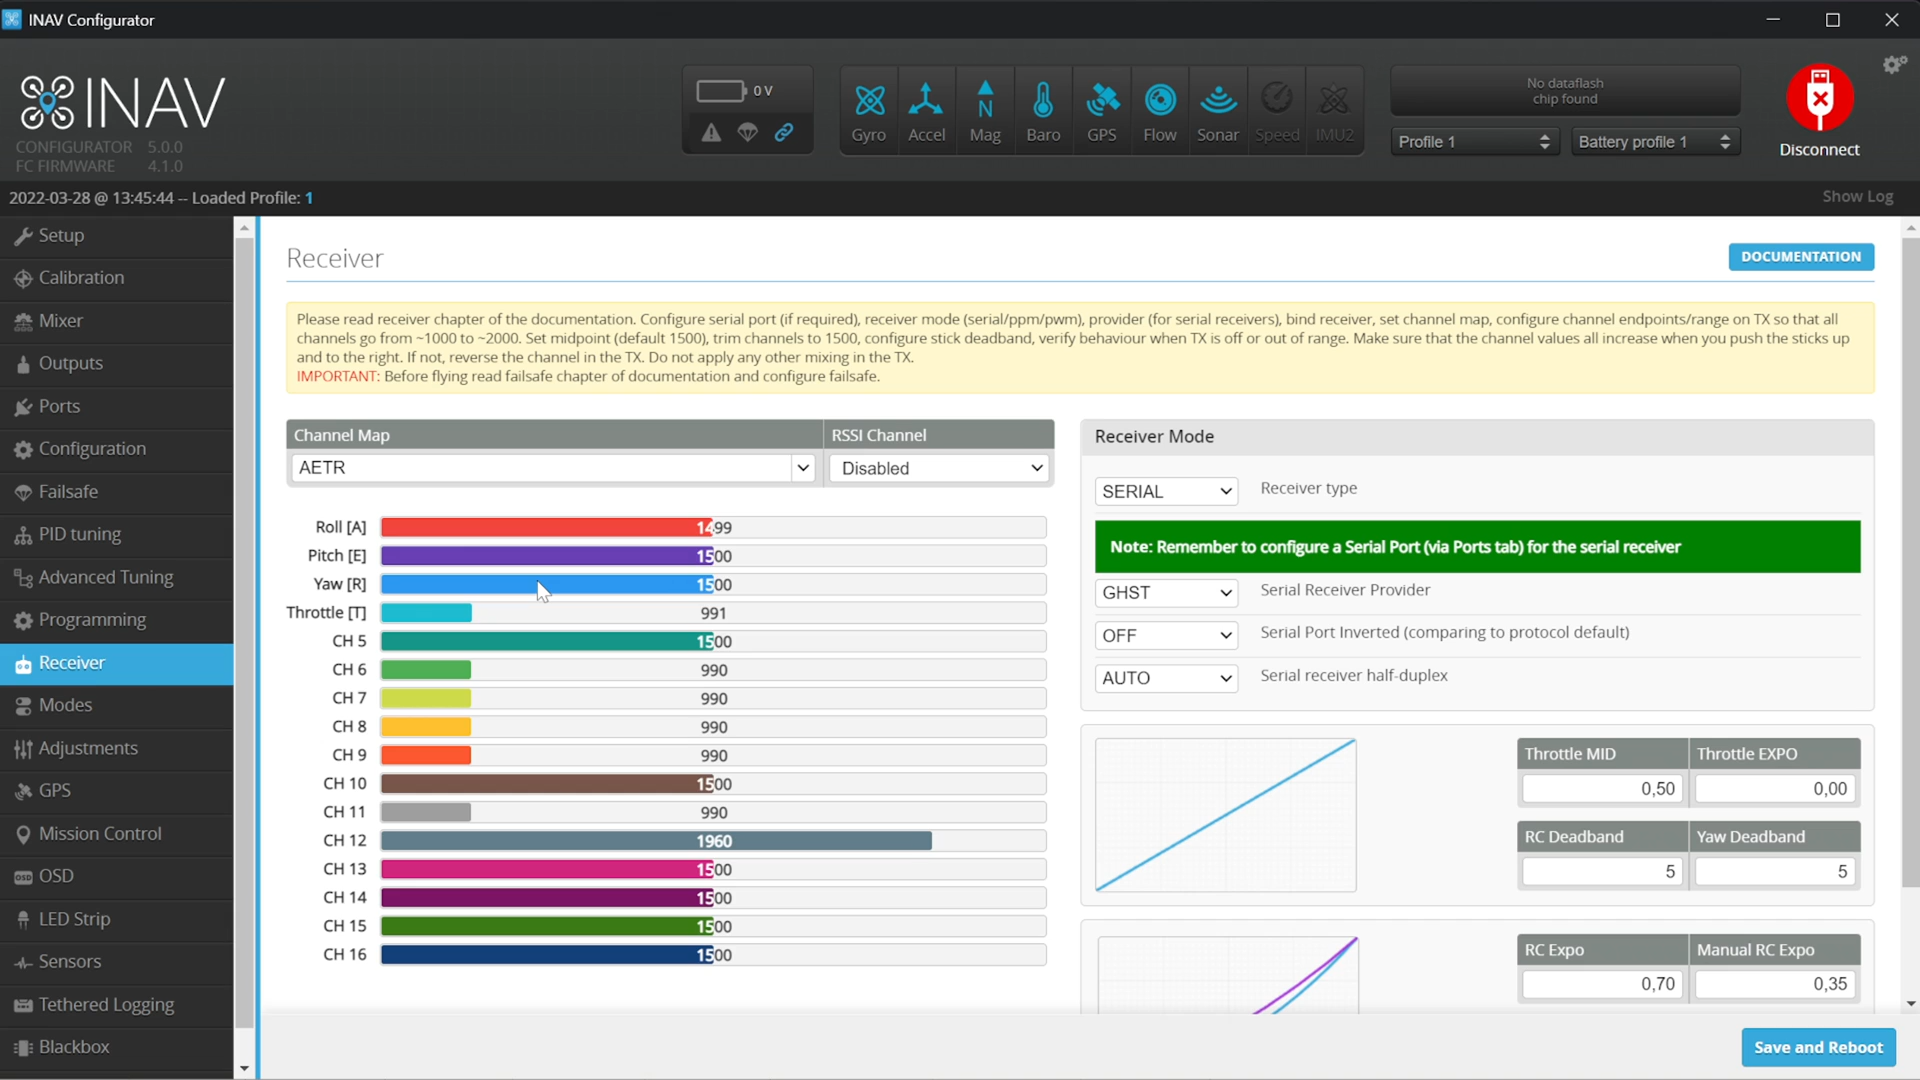 INAV Configurator
INAV
CONFIGURATOR 5.0.0
FC FIRMWARE 4.1.0
0 V
Gyro Accel Mag Baro GPS Flow Sonar Speed IMU2
No dataflash
chip found
Profile 1
Battery profile 1
Disconnect
2022-03-28 @ 13:45:44 -- Loaded Profile: 1
Show Log
Setup
Calibration
Mixer
Outputs
Ports
Configuration
Failsafe
PID tuning
Advanced Tuning
Programming
Receiver
Modes
Adjustments
GPS
Mission Control
OSD
LED Strip
Sensors
Tethered Logging
Blackbox
Receiver
DOCUMENTATION
Please read receiver chapter of the documentation. Configure serial port (if required), receiver mode (serial/ppm/pwm), provider (for serial receivers), bind receiver, set channel map, configure channel endpoints/range on TX so that all
channels go from ~1000 to ~2000. Set midpoint (default 1500), trim channels to 1500, configure stick deadband, verify behaviour when TX is off or out of range. Make sure that the channel values all increase when you push the sticks up
and to the right. If not, reverse the channel in the TX. Do not apply any other mixing in the TX.
IMPORTANT: Before flying read failsafe chapter of documentation and configure failsafe.
Channel Map
AETR
RSSI Channel
Disabled
Roll [A] 1499
Pitch [E] 1500
Yaw [R] 1500
Throttle [T] 991
CH 5 1500
CH 6 990
CH 7 990
CH 8 990
CH 9 990
CH 10 1500
CH 11 990
CH 12 1960
CH 13 1500
CH 14 1500
CH 15 1500
CH 16 1500
Receiver Mode
SERIAL Receiver type
Note: Remember to configure a Serial Port (via Ports tab) for the serial receiver
GHST Serial Receiver Provider
OFF Serial Port Inverted (comparing to protocol default)
AUTO Serial receiver half-duplex
Throttle MID Throttle EXPO
0,50 0,00
RC Deadband Yaw Deadband
5 5
RC Expo Manual RC Expo
0,70 0,35
Save and Reboot